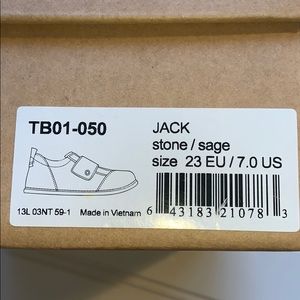 TB01-050
JACK
stone / sage
size 23 EU / 7.0 US
13L 03NT 59-1 Made in Vietnam
6 43183 21078 3